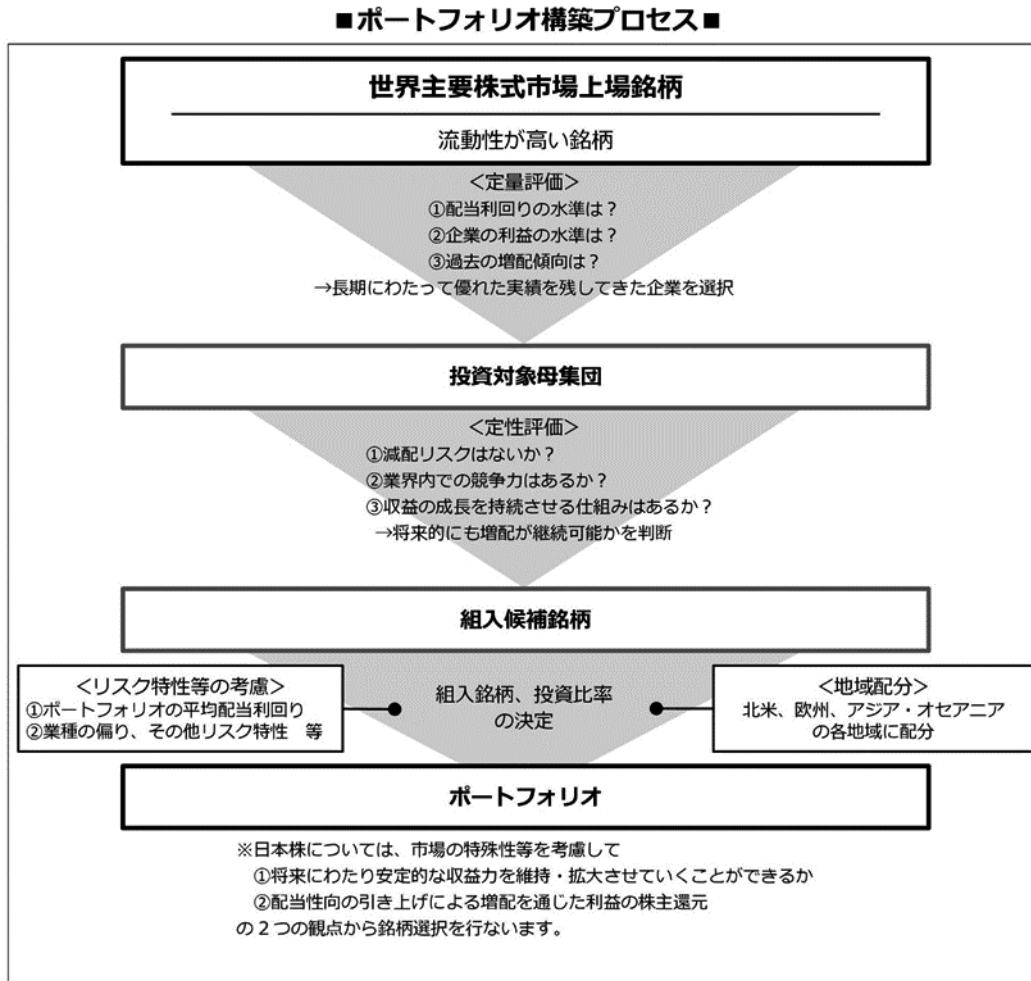 ■ポートフォリオ構築プロセス■
世界主要株式市場上場銘柄
流動性が高い銘柄
＜定量評価＞
①配当利回りの水準は？
②企業の利益の水準は？
③過去の増配傾向は？
→長期にわたって優れた実績を残してきた企業を選択
投資対象母集団
＜定性評価＞
①減配リスクはないか？
②業界内での競争力はあるか？
③収益の成長を持続させる仕組みはあるか？
→将来的にも増配が継続可能かを判断
組入候補銘柄
＜リスク特性等の考慮＞
①ポートフォリオの平均配当利回り
②業種の偏り、その他リスク特性　等
組入銘柄、投資比率
の決定
＜地域配分＞
北米、欧州、アジア・オセアニア
の各地域に配分
ポートフォリオ
※日本株については、市場の特殊性等を考慮して
①将来にわたり安定的な収益力を維持・拡大させていくことができるか
②配当性向の引き上げによる増配を通じた利益の株主還元
の２つの観点から銘柄選択を行ないます。